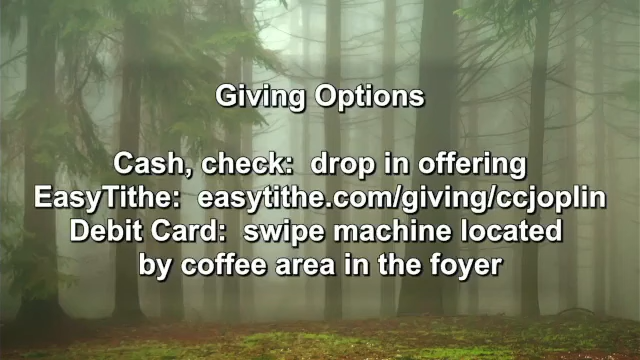 Giving Options
Cash, check:  drop in offering
EasyTithe:  easytithe.com/giving/ccjoplin
Debit Card:  swipe machine located
by coffee area in the foyer